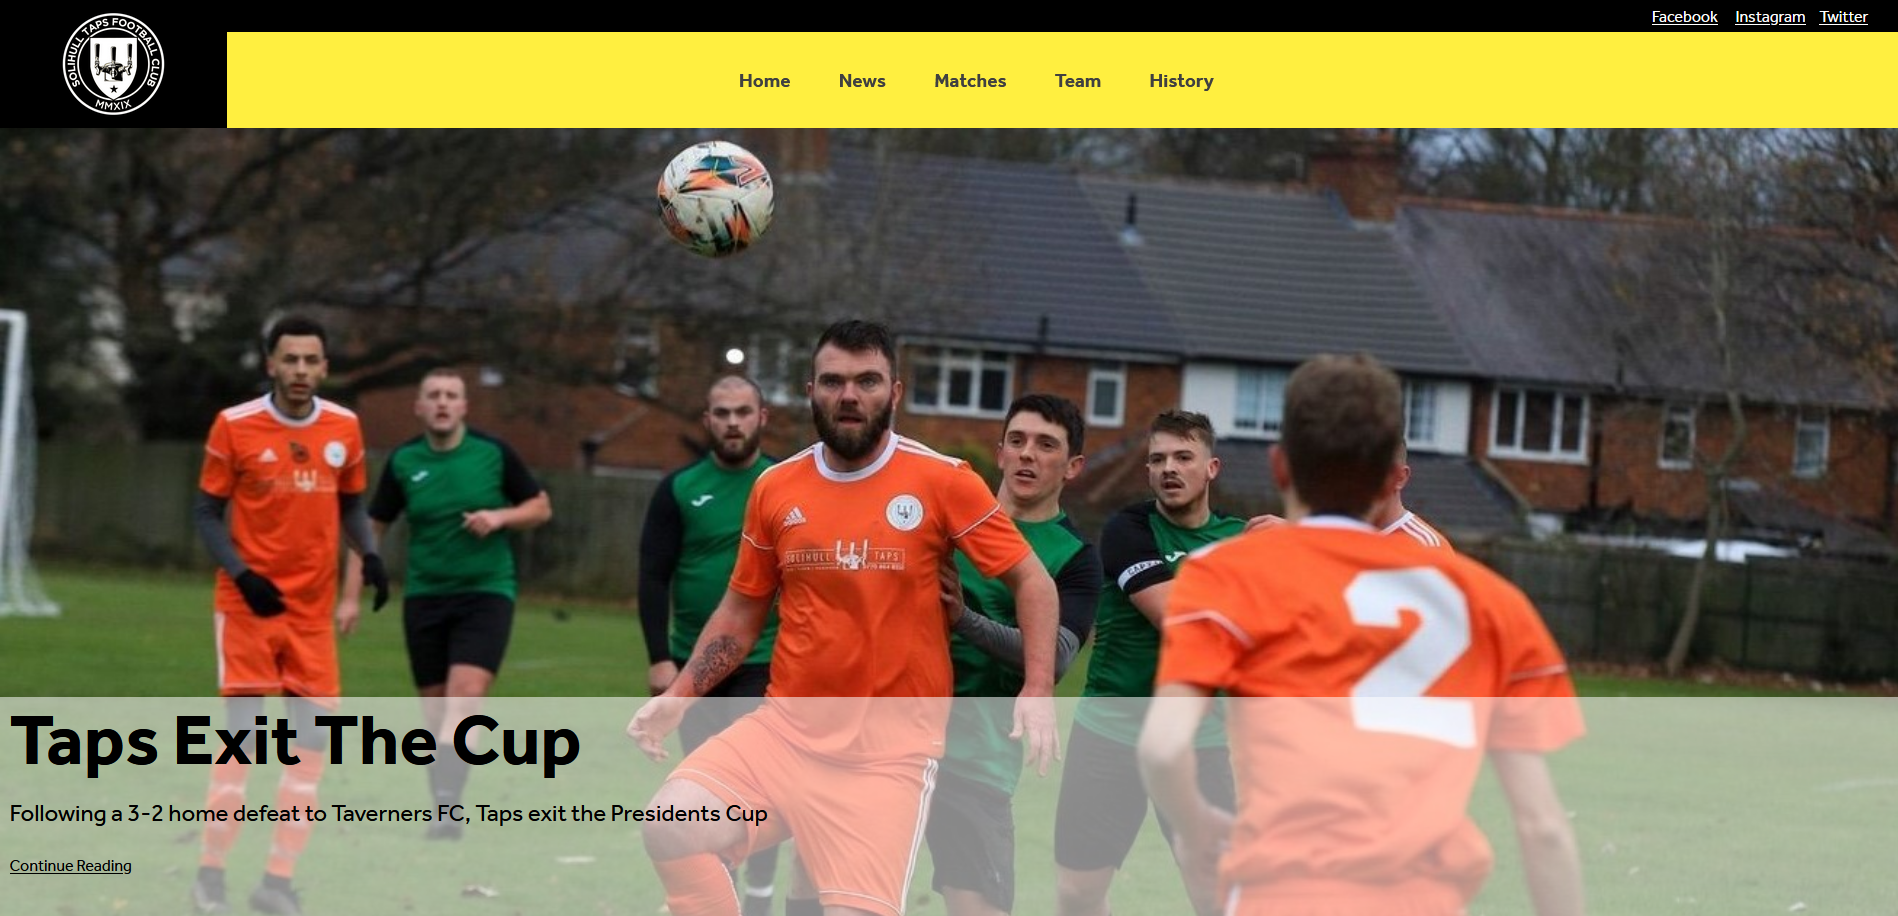 SOLIHULL TAPS FOOTBALL CLUB
MMXIX
Facebook Instagram Twitter
Home News Matches Team History
SOLIHULL TAPS
2
Taps Exit The Cup
Following a 3-2 home defeat to Taverners FC, Taps exit the Presidents Cup
Continue Reading